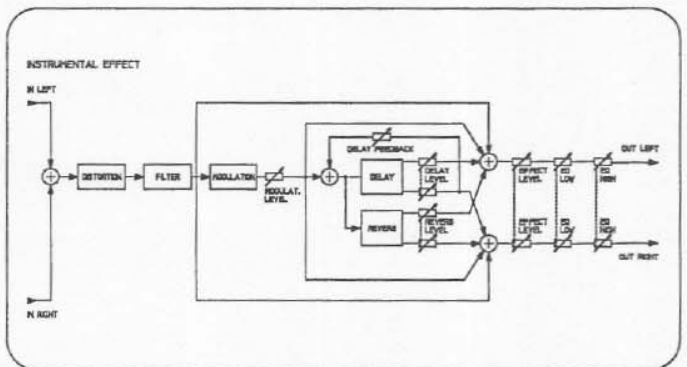 INSTRUMENTAL EFFECT
IN LEFT
DISTORTION
FILTER
MODULATION
MODULAT.
LEVEL
DELAY FEEDBACK
DELAY
DELAY
LEVEL
REVERB
REVERB
LEVEL
EFFECT
LEVEL
EQ
LOW
EQ
HIGH
OUT LEFT
EFFECT
LEVEL
EQ
LOW
EQ
HIGH
OUT RIGHT
IN RIGHT